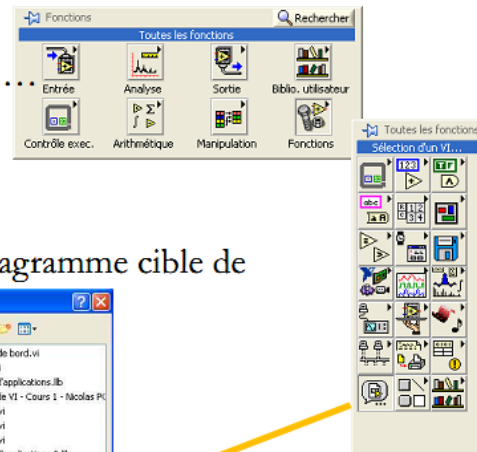 Fonctions
Rechercher
Toutes les fonctions
...
Entrée Analyse Sortie Biblio. utilisateur
Contrôle exec. Arithmétique Manipulation Fonctions
Toutes les fonctions
Sélection d'un VI...
agramme cible de
de bord.vi
i
d'applications.llb
de VI - Cours 1 - Nicolas P
vi
vi
vi